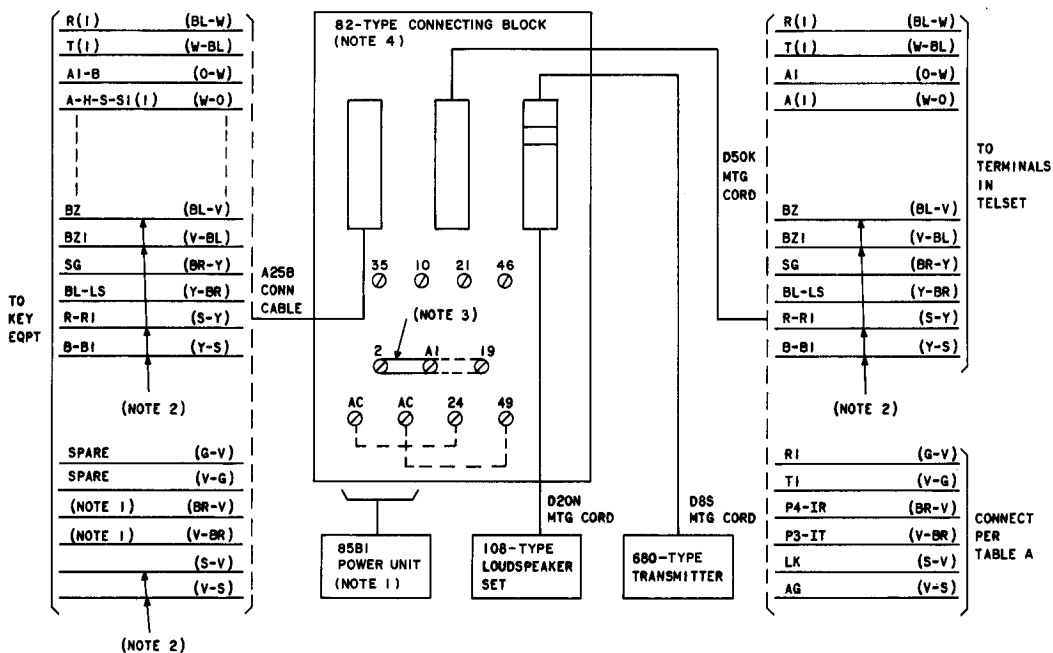 R(1) (BL-W)
T(1) (W-BL)
A1-B (O-W)
A-H-S-S1(1) (W-O)
BZ (BL-V)
BZ1 (V-BL)
SG (BR-Y)
BL-LS (Y-BR)
R-R1 (S-Y)
B-B1 (Y-S)
(NOTE 2)
SPARE (G-V)
SPARE (V-G)
(NOTE 1) (BR-V)
(NOTE 1) (V-BR)
(S-V)
(V-S)
(NOTE 2)
TO
KEY
EQPT
A25B
CONN
CABLE
82-TYPE CONNECTING BLOCK
(NOTE 4)
35 10 21 46
(NOTE 3)
2 A1 19
AC AC 24 49
85B1
POWER UNIT
(NOTE 1)
D20N
MTG CORD
108-TYPE
LOUDSPEAKER
SET
D8S
MTG CORD
680-TYPE
TRANSMITTER
D50K
MTG
CORD
R(1) (BL-W)
T(1) (W-BL)
A1 (O-W)
A(1) (W-O)
BZ (BL-V)
BZ1 (V-BL)
SG (BR-Y)
BL-LS (Y-BR)
R-R1 (S-Y)
B-B1 (Y-S)
(NOTE 2)
TO
TERMINALS
IN
TELSET
R1 (G-V)
T1 (V-G)
P4-1R (BR-V)
P3-1T (V-BR)
LK (S-V)
AG (V-S)
CONNECT
PER
TABLE A